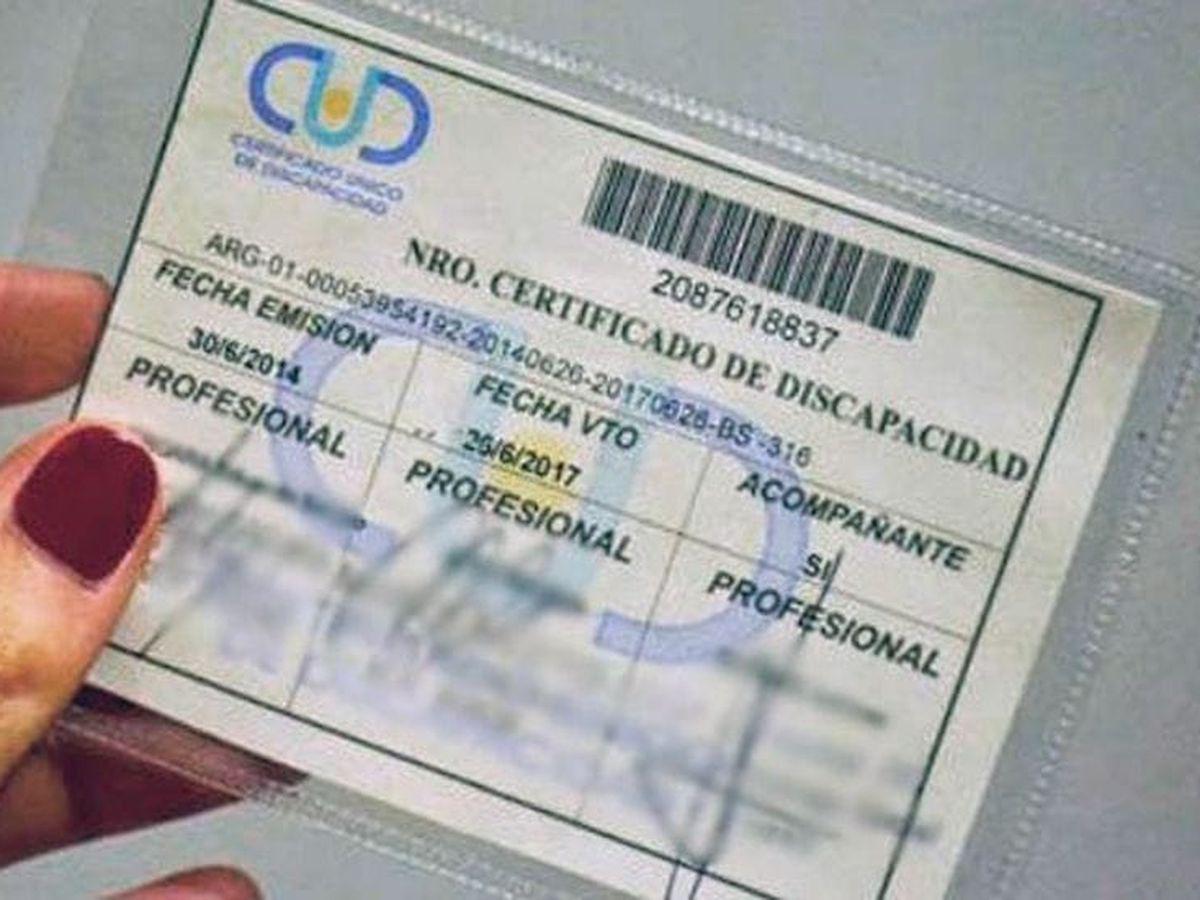 CUD
CERTIFICADO UNICO
DE DISCAPACIDAD
2087618837
NRO. CERTIFICADO DE DISCAPACIDAD
ARG-01-00053954192-20140626-20170626-BS-316
FECHA EMISION FECHA VTO ACOMPAÑANTE
30/6/2014 26/6/2017 SI
PROFESIONAL PROFESIONAL PROFESIONAL